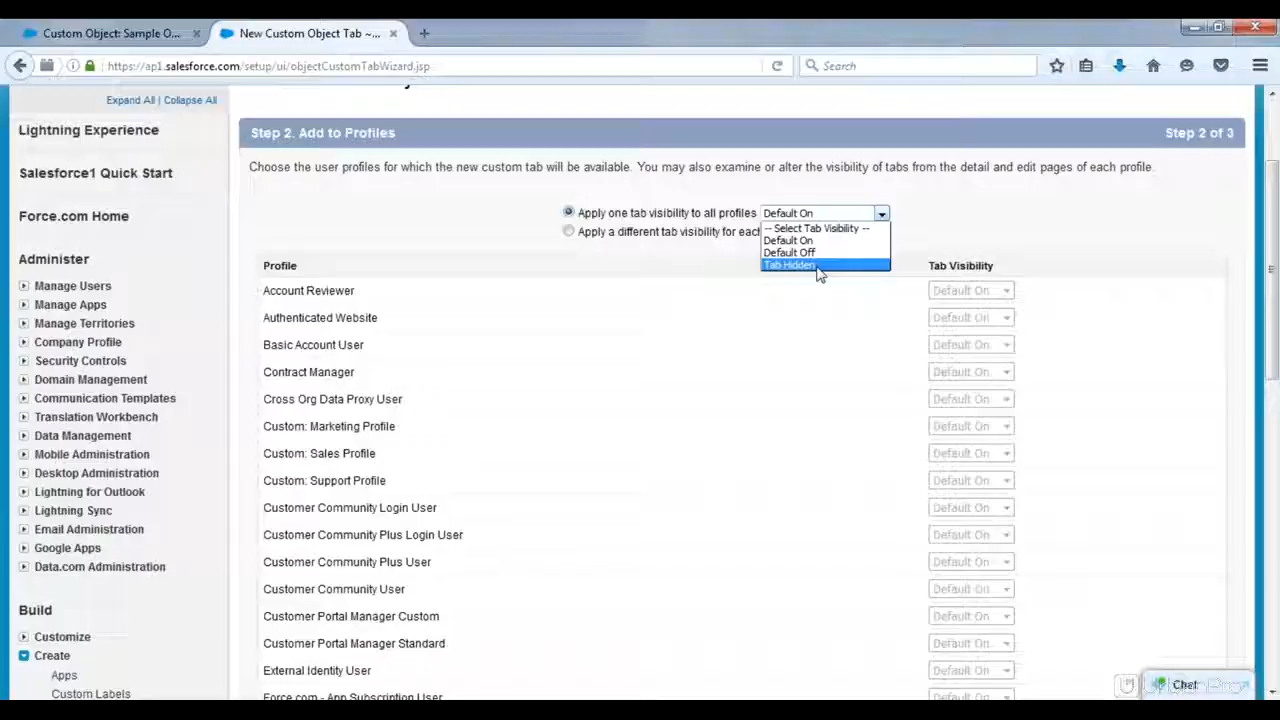 Custom Object: Sample O...
New Custom Object Tab ~...
https://ap1.salesforce.com/setup/ui/objectCustomTabWizard.jsp
Search
Expand All | Collapse All
Lightning Experience
Salesforce1 Quick Start
Force.com Home
Administer
Manage Users
Manage Apps
Manage Territories
Company Profile
Security Controls
Domain Management
Communication Templates
Translation Workbench
Data Management
Mobile Administration
Desktop Administration
Lightning for Outlook
Lightning Sync
Email Administration
Google Apps
Data.com Administration
Build
Customize
Create
Apps
Custom Labels
Step 2. Add to Profiles
Step 2 of 3
Choose the user profiles for which the new custom tab will be available. You may also examine or alter the visibility of tabs from the detail and edit pages of each profile.
Apply one tab visibility to all profiles Default On
Apply a different tab visibility for each
-- Select Tab Visibility --
Default On
Default Off
Tab Hidden
Profile Tab Visibility
Account Reviewer Default On
Authenticated Website Default On
Basic Account User Default On
Contract Manager Default On
Cross Org Data Proxy User Default On
Custom: Marketing Profile Default On
Custom: Sales Profile Default On
Custom: Support Profile Default On
Customer Community Login User Default On
Customer Community Plus Login User Default On
Customer Community Plus User Default On
Customer Community User Default On
Customer Portal Manager Custom Default On
Customer Portal Manager Standard Default On
External Identity User Default On
Force.com - App Subscription User Default On
Chat